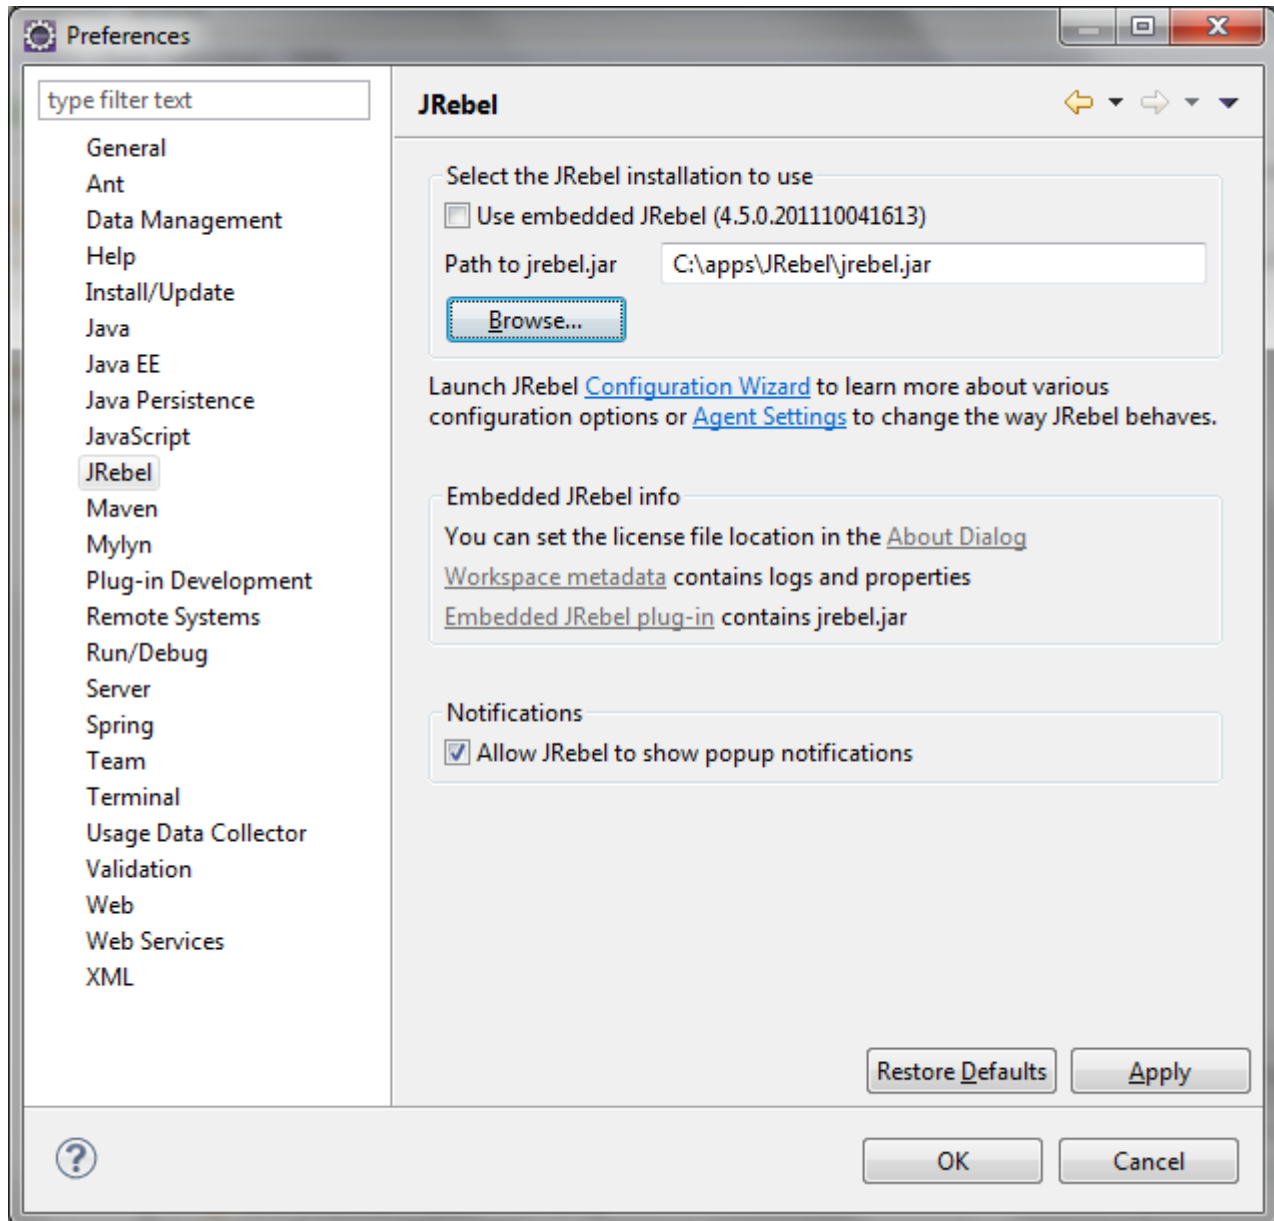 Preferences
type filter text
General
Ant
Data Management
Help
Install/Update
Java
Java EE
Java Persistence
JavaScript
JRebel
Maven
Mylyn
Plug-in Development
Remote Systems
Run/Debug
Server
Spring
Team
Terminal
Usage Data Collector
Validation
Web
Web Services
XML
JRebel
Select the JRebel installation to use
Use embedded JRebel (4.5.0.201110041613)
Path to jrebel.jar C:\apps\JRebel\jrebel.jar
Browse...
Launch JRebel Configuration Wizard to learn more about various
configuration options or Agent Settings to change the way JRebel behaves.
Embedded JRebel info
You can set the license file location in the About Dialog
Workspace metadata contains logs and properties
Embedded JRebel plug-in contains jrebel.jar
Notifications
Allow JRebel to show popup notifications
Restore Defaults Apply
? OK Cancel